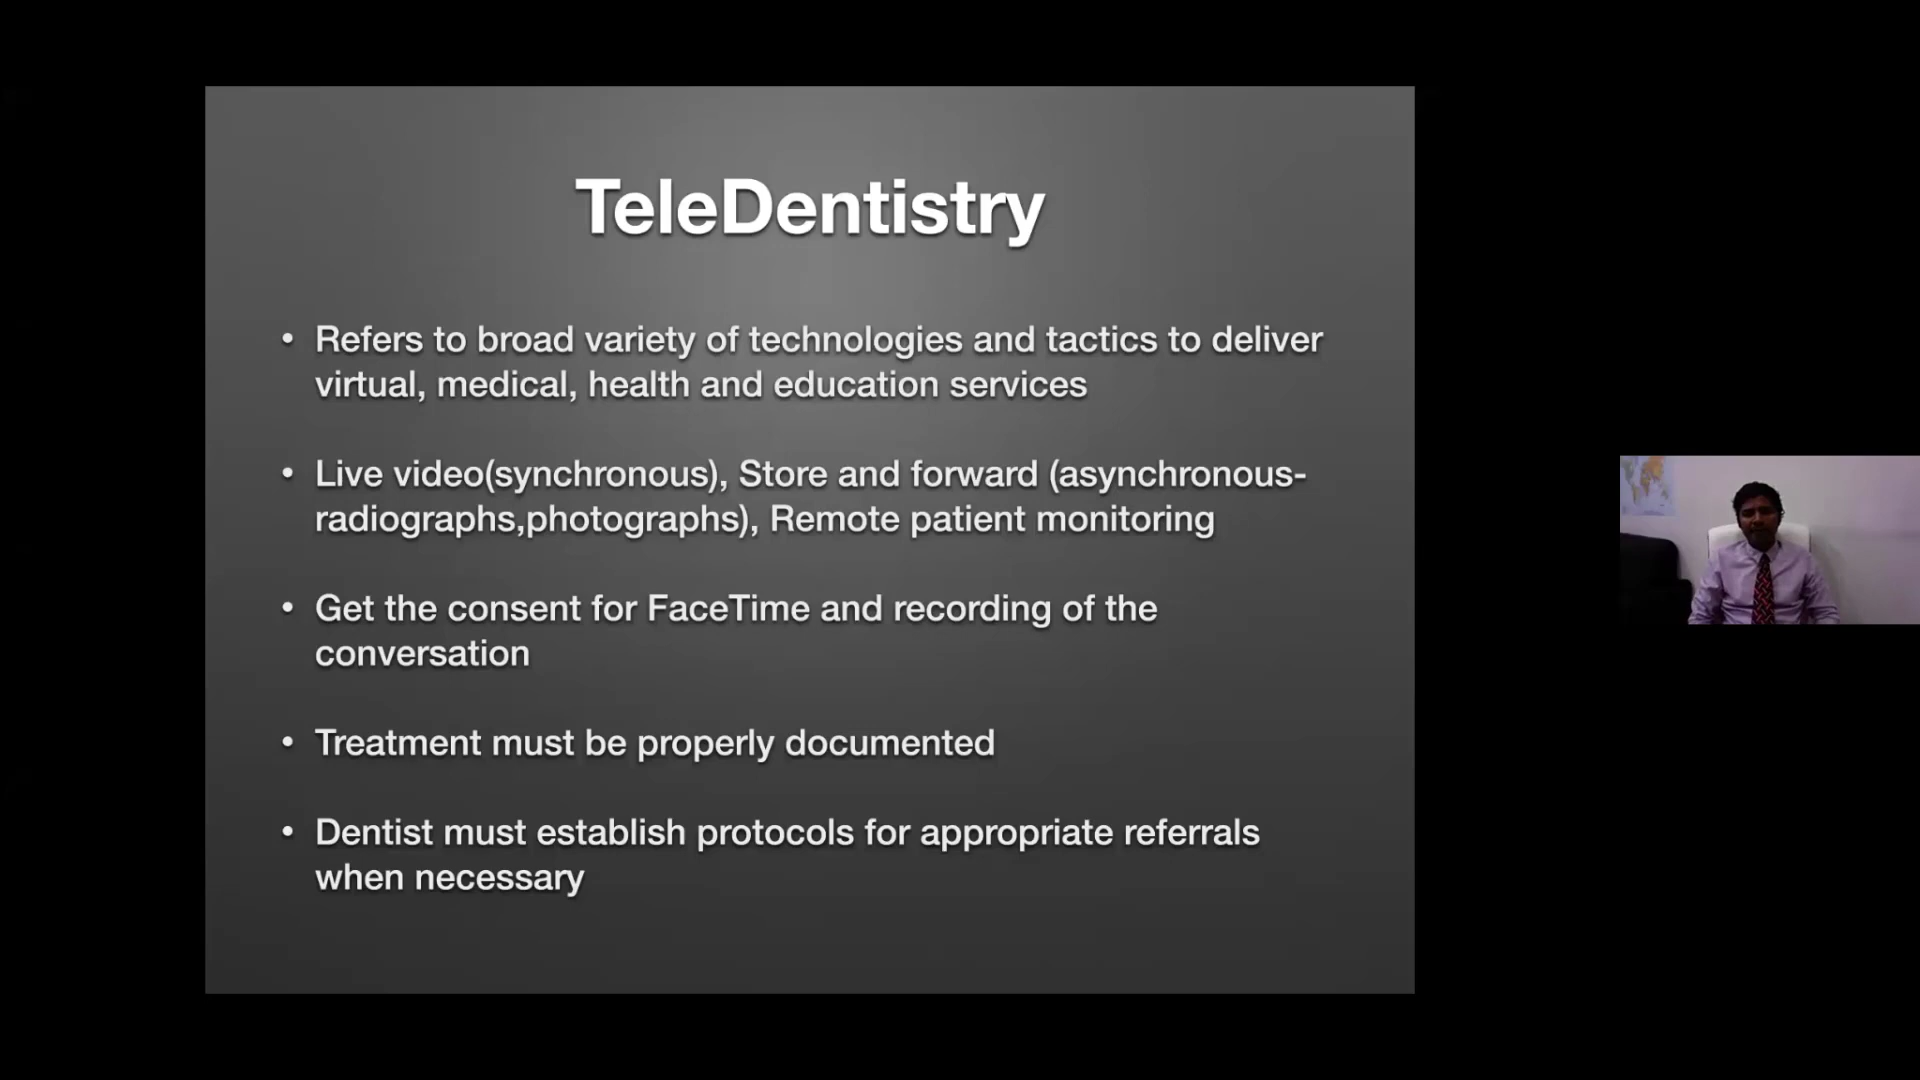 TeleDentistry
• Refers to broad variety of technologies and tactics to deliver
virtual, medical, health and education services
• Live video(synchronous), Store and forward (asynchronous-
radiographs,photographs), Remote patient monitoring
• Get the consent for FaceTime and recording of the
conversation
• Treatment must be properly documented
• Dentist must establish protocols for appropriate referrals
when necessary